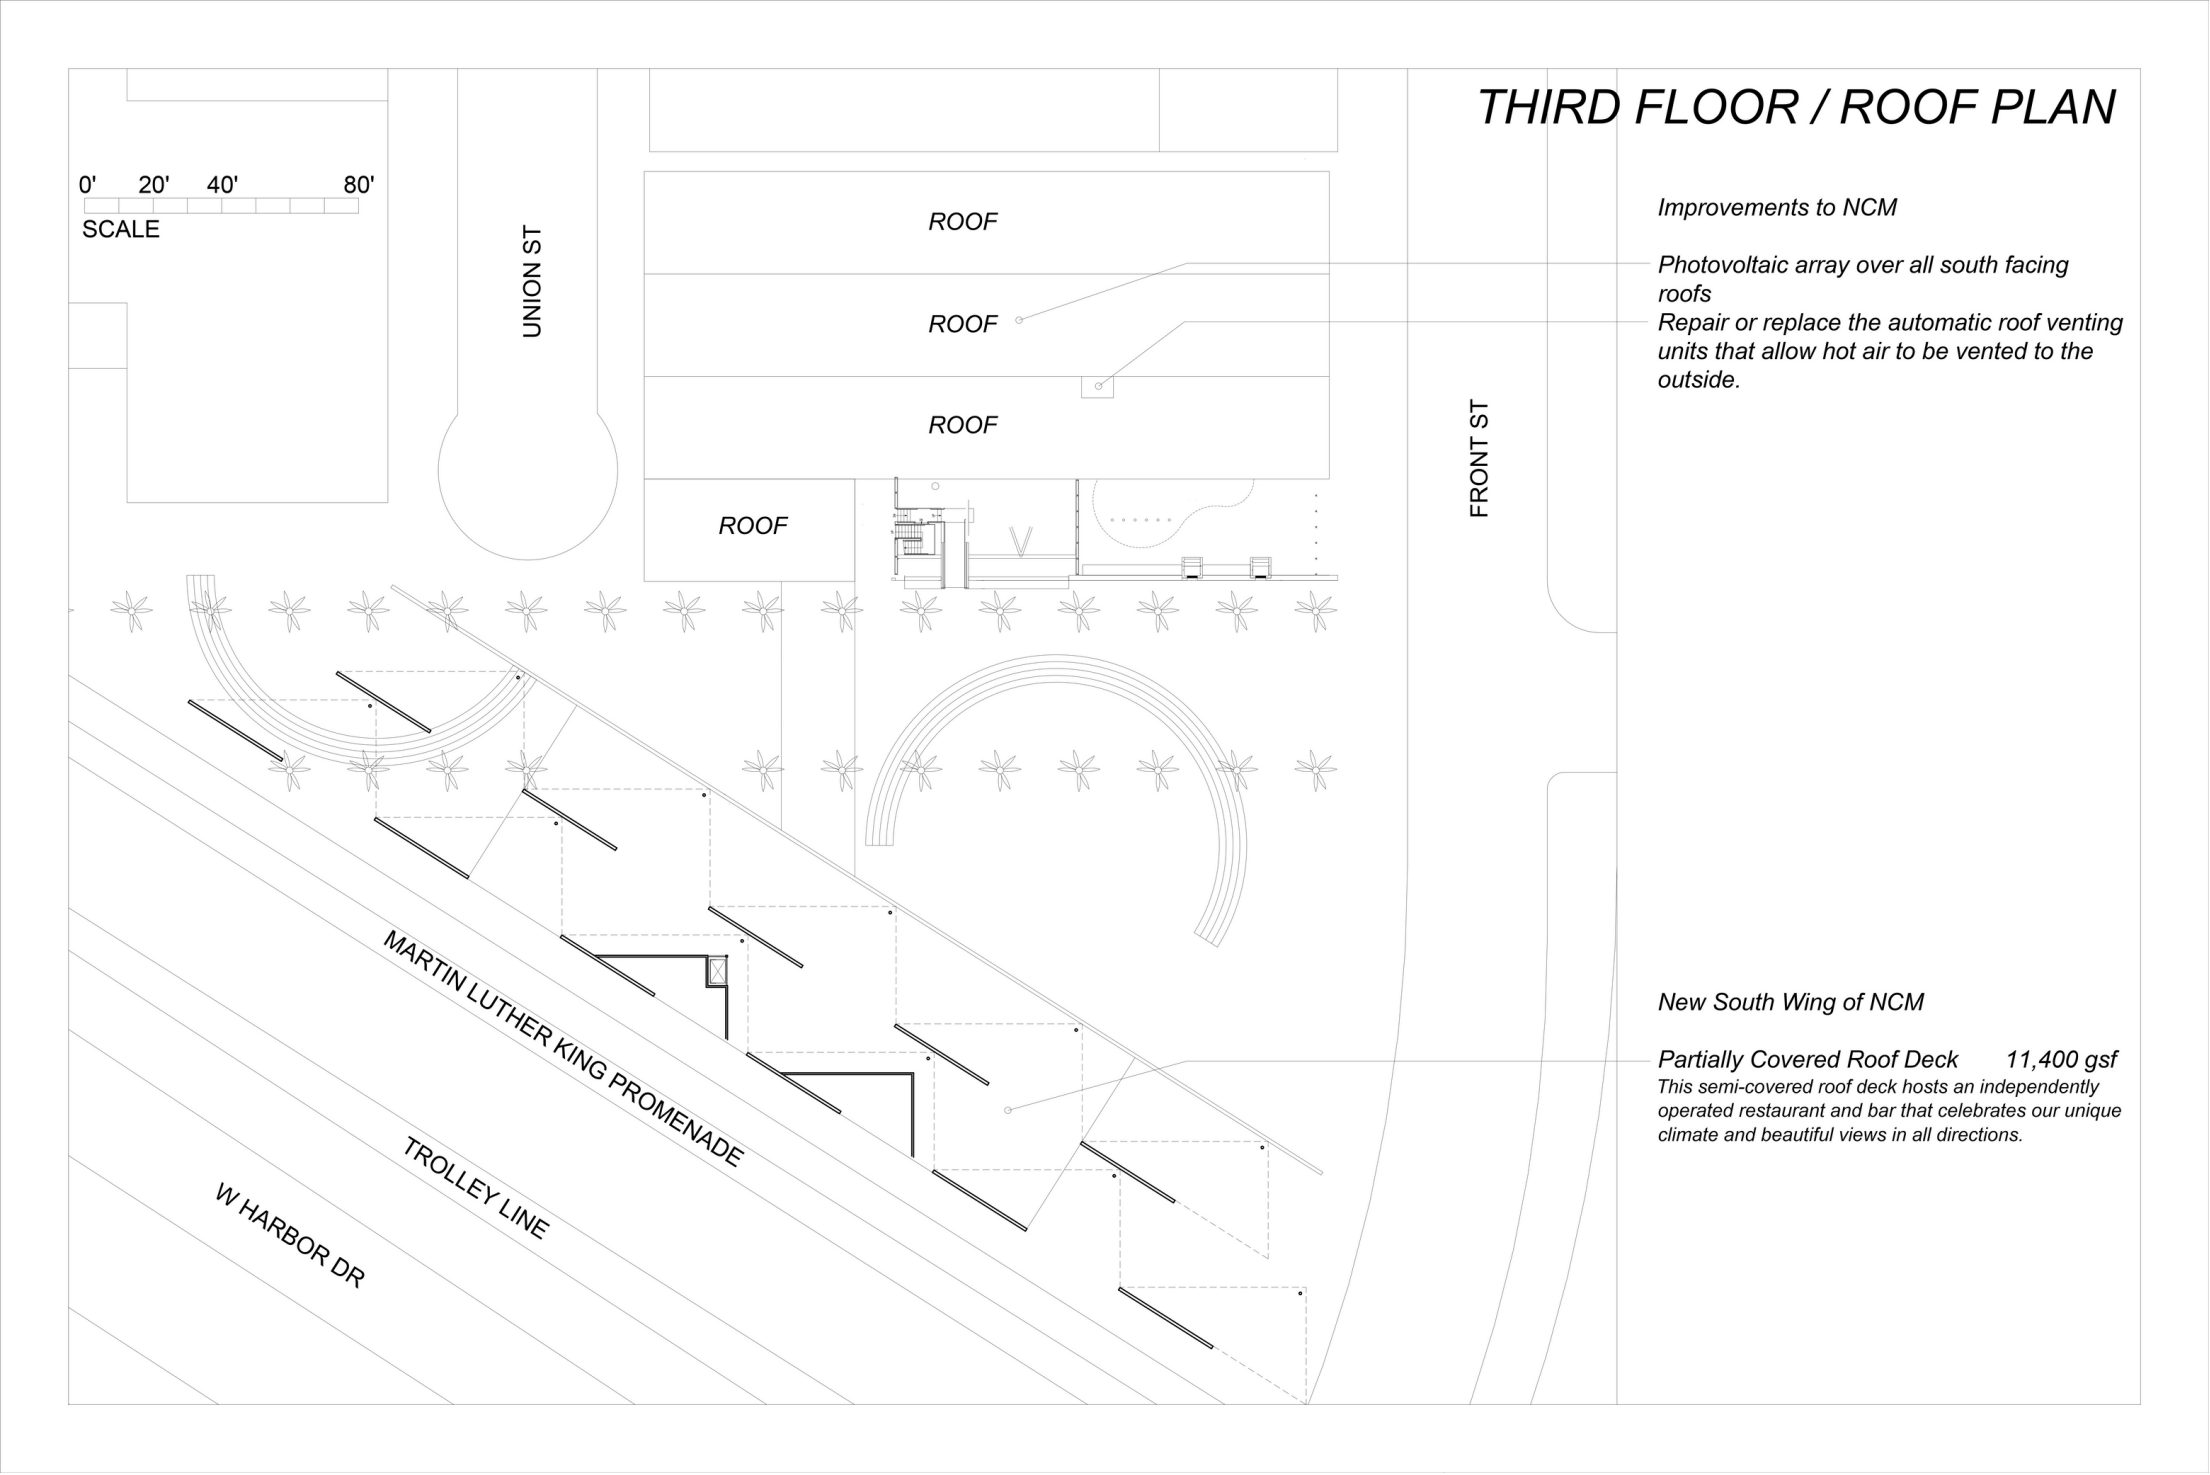 THIRD FLOOR / ROOF PLAN
0' 20' 40' 80'
SCALE
UNION ST
ROOF
ROOF
ROOF
ROOF
FRONT ST
Improvements to NCM
Photovoltaic array over all south facing
roofs
Repair or replace the automatic roof venting
units that allow hot air to be vented to the
outside.
MARTIN LUTHER KING PROMENADE
TROLLEY LINE
W HARBOR DR
New South Wing of NCM
Partially Covered Roof Deck 11,400 gsf
This semi-covered roof deck hosts an independently
operated restaurant and bar that celebrates our unique
climate and beautiful views in all directions.